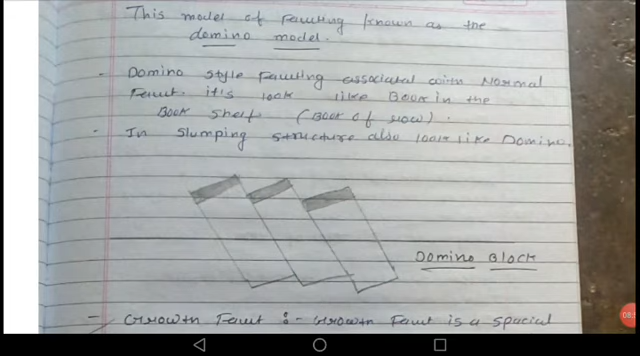 This model of Faulting known as the
domino model.
- Domino style Faulting associated with Normal
Fault. it's look like Book in the
Book shelf (Book of row).
- In slumping structure also look like Domino.
Domino Block
- Growth Fault :- Growth Fault is a spacial